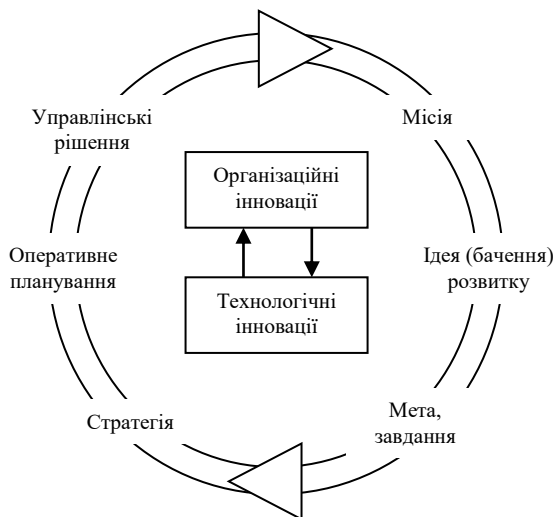 Управлінські
рішення
Місія
Організаційні
інновації
Оперативне
планування
Ідея (бачення)
розвитку
Технологічні
інновації
Стратегія
Мета,
завдання